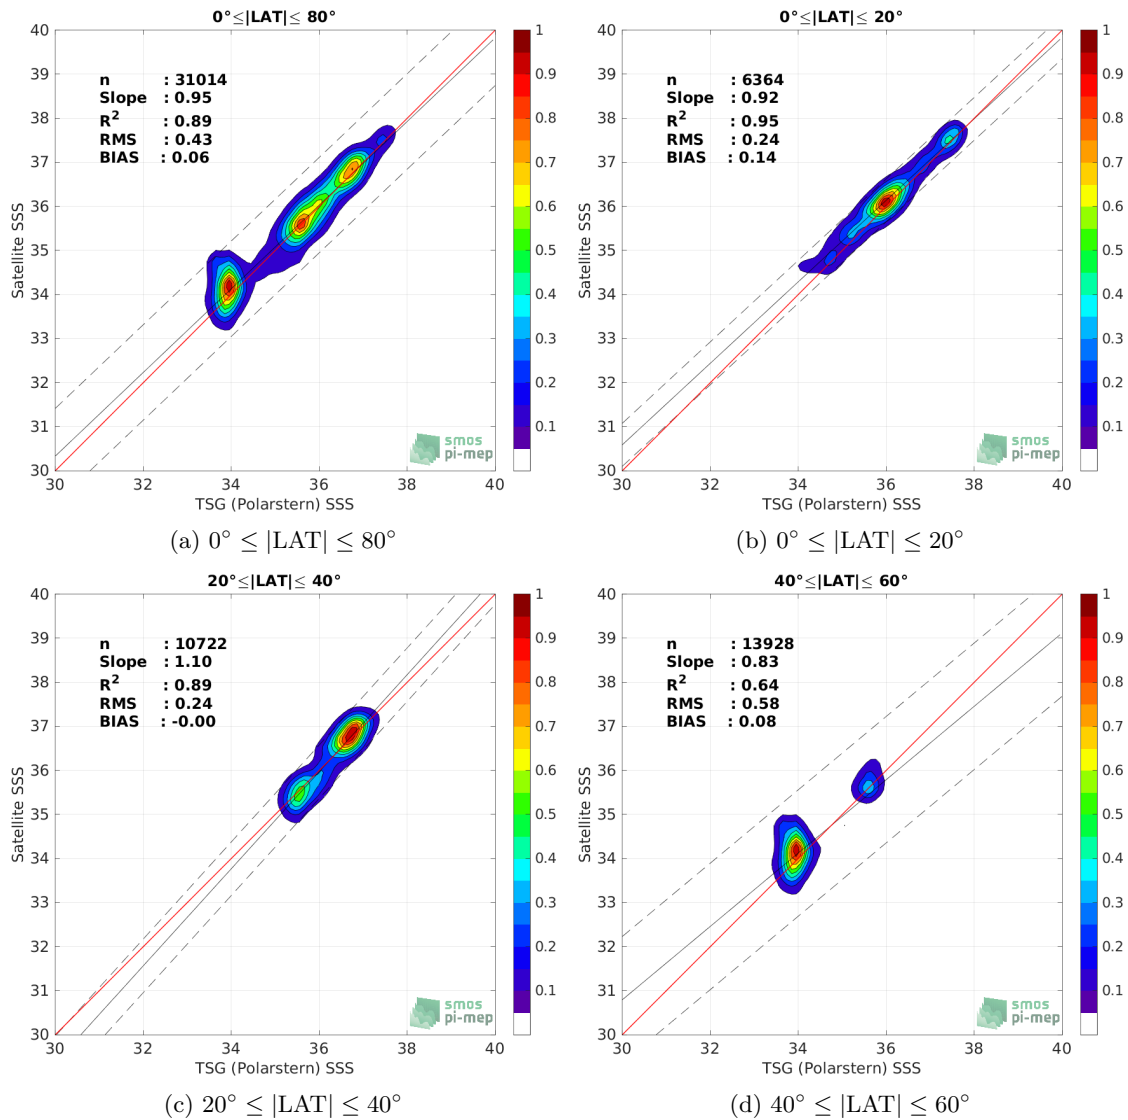 0°≤|LAT|≤ 80°
n : 31014
Slope : 0.95
R² : 0.89
RMS : 0.43
BIAS : 0.06
Satellite SSS
40
39
38
37
36
35
34
33
32
31
30
30 32 34 36 38 40
TSG (Polarstern) SSS
1
0.9
0.8
0.7
0.6
0.5
0.4
0.3
0.2
0.1
smos
pi-mep
(a) 0° ≤ |LAT| ≤ 80°
0°≤|LAT|≤ 20°
n : 6364
Slope : 0.92
R² : 0.95
RMS : 0.24
BIAS : 0.14
Satellite SSS
40
39
38
37
36
35
34
33
32
31
30
30 32 34 36 38 40
TSG (Polarstern) SSS
1
0.9
0.8
0.7
0.6
0.5
0.4
0.3
0.2
0.1
smos
pi-mep
(b) 0° ≤ |LAT| ≤ 20°
20°≤|LAT|≤ 40°
n : 10722
Slope : 1.10
R² : 0.89
RMS : 0.24
BIAS : -0.00
Satellite SSS
40
39
38
37
36
35
34
33
32
31
30
30 32 34 36 38 40
TSG (Polarstern) SSS
1
0.9
0.8
0.7
0.6
0.5
0.4
0.3
0.2
0.1
smos
pi-mep
(c) 20° ≤ |LAT| ≤ 40°
40°≤|LAT|≤ 60°
n : 13928
Slope : 0.83
R² : 0.64
RMS : 0.58
BIAS : 0.08
Satellite SSS
40
39
38
37
36
35
34
33
32
31
30
30 32 34 36 38 40
TSG (Polarstern) SSS
1
0.9
0.8
0.7
0.6
0.5
0.4
0.3
0.2
0.1
smos
pi-mep
(d) 40° ≤ |LAT| ≤ 60°